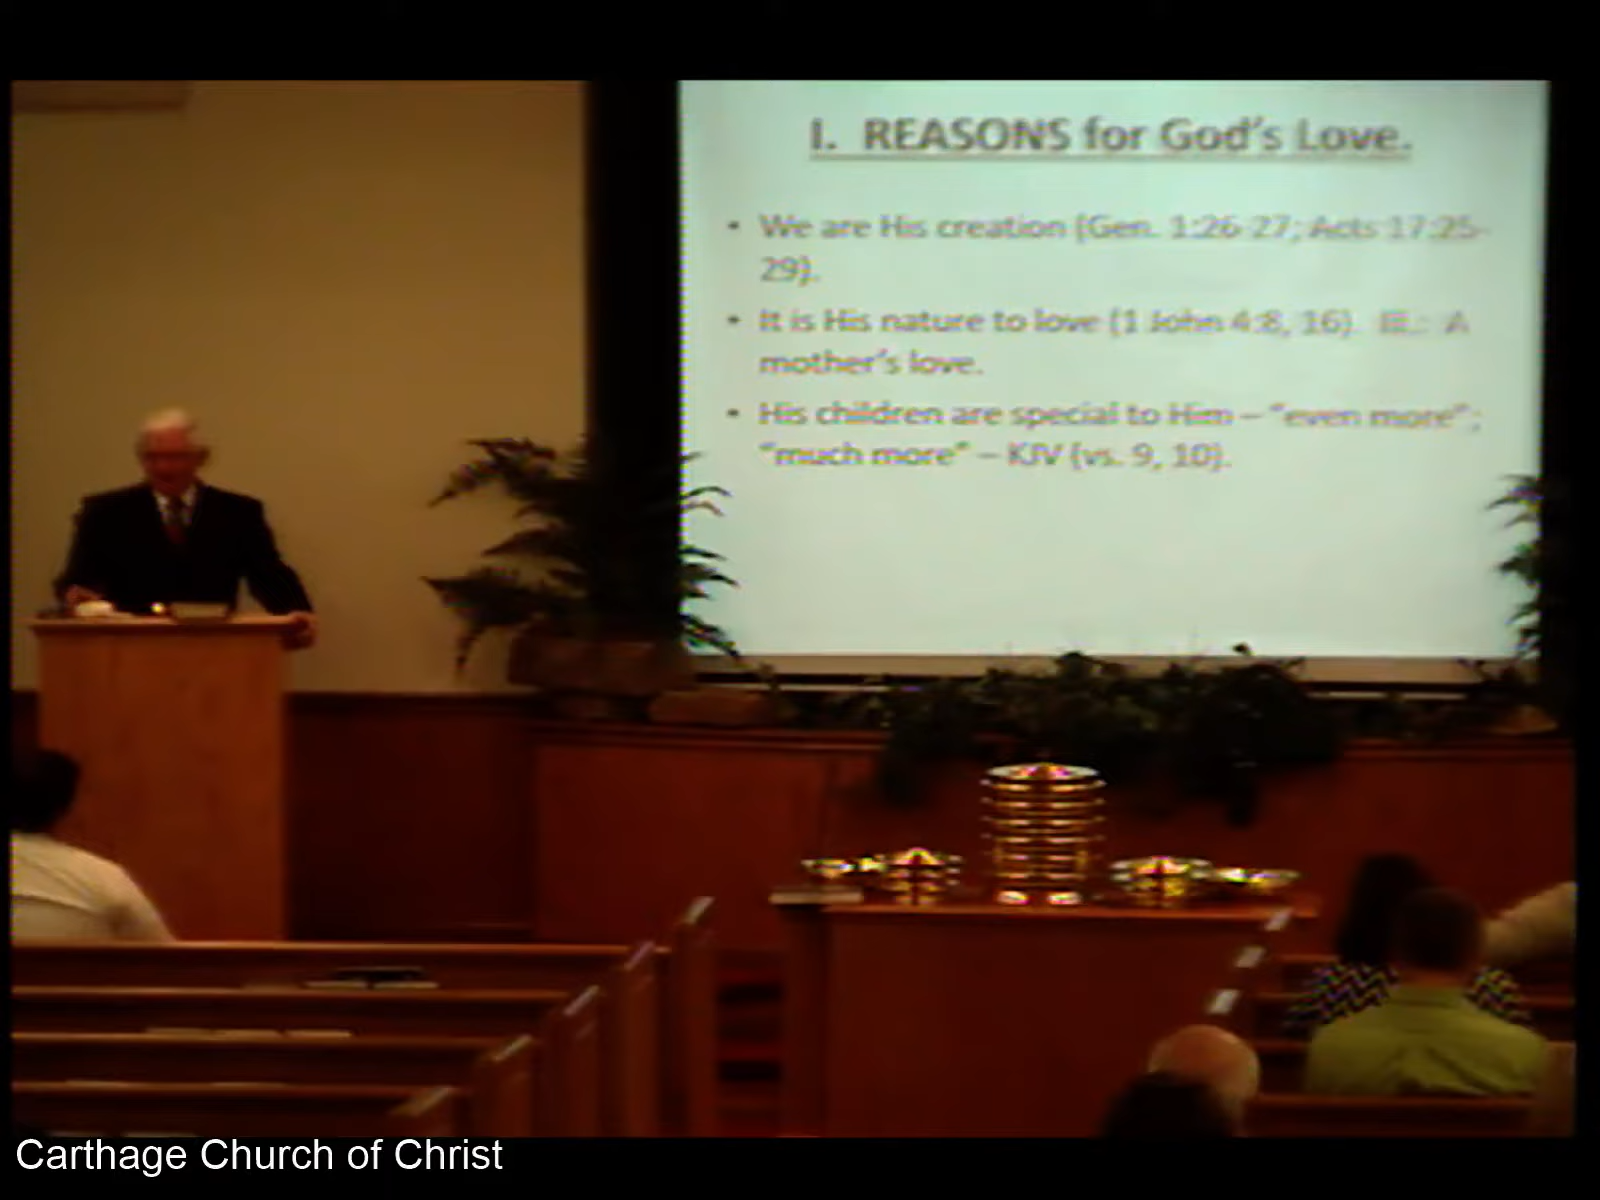 I. REASONS for God's Love.
• We are His creation (Gen. 1:26-27; Acts 17:25-
29).
• It is His nature to love (1 John 4:8, 16). Ill.: A
mother's love.
• His children are special to Him – "even more";
"much more" – KJV (vs. 9, 10).
Carthage Church of Christ